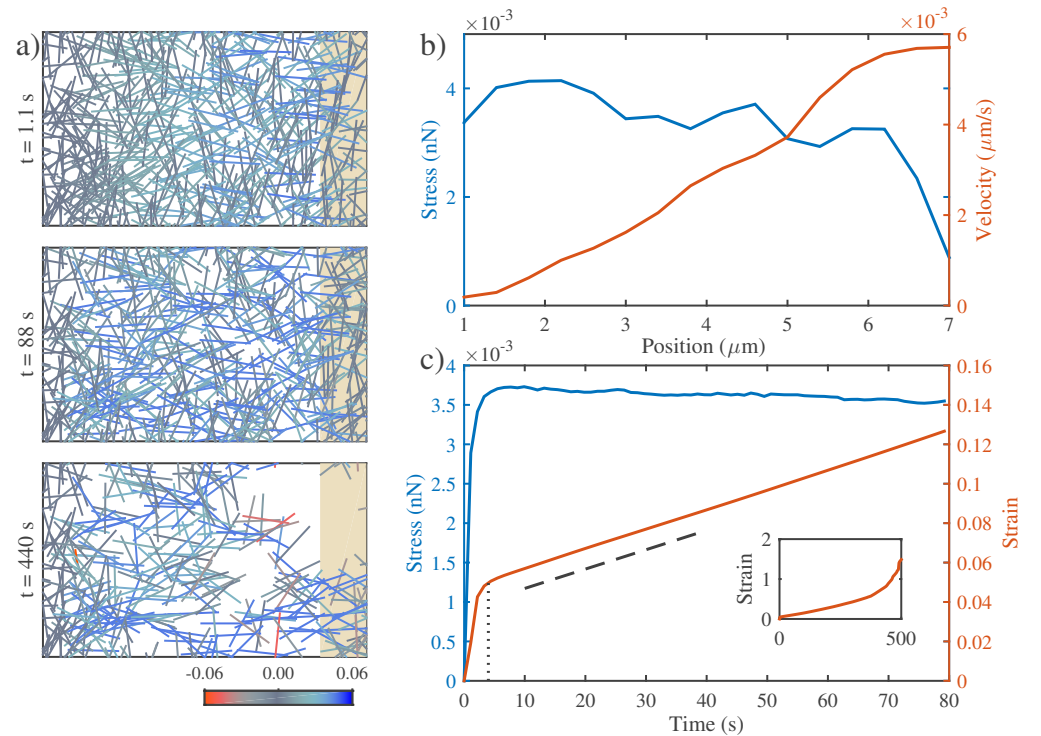 a)
t = 1.1 s
t = 88 s
t = 440 s
-0.06 0.00 0.06
b)
×10⁻³ ×10⁻³
Stress (nN)
0 2 4
Velocity (μm/s)
0 2 4 6
1 2 3 4 5 6 7
Position (μm)
c)
×10⁻³
Stress (nN)
0 0.5 1 1.5 2 2.5 3 3.5 4
Strain
0 0.02 0.04 0.06 0.08 0.1 0.12 0.14 0.16
Strain
0 1 2
0 500
0 10 20 30 40 50 60 70 80
Time (s)